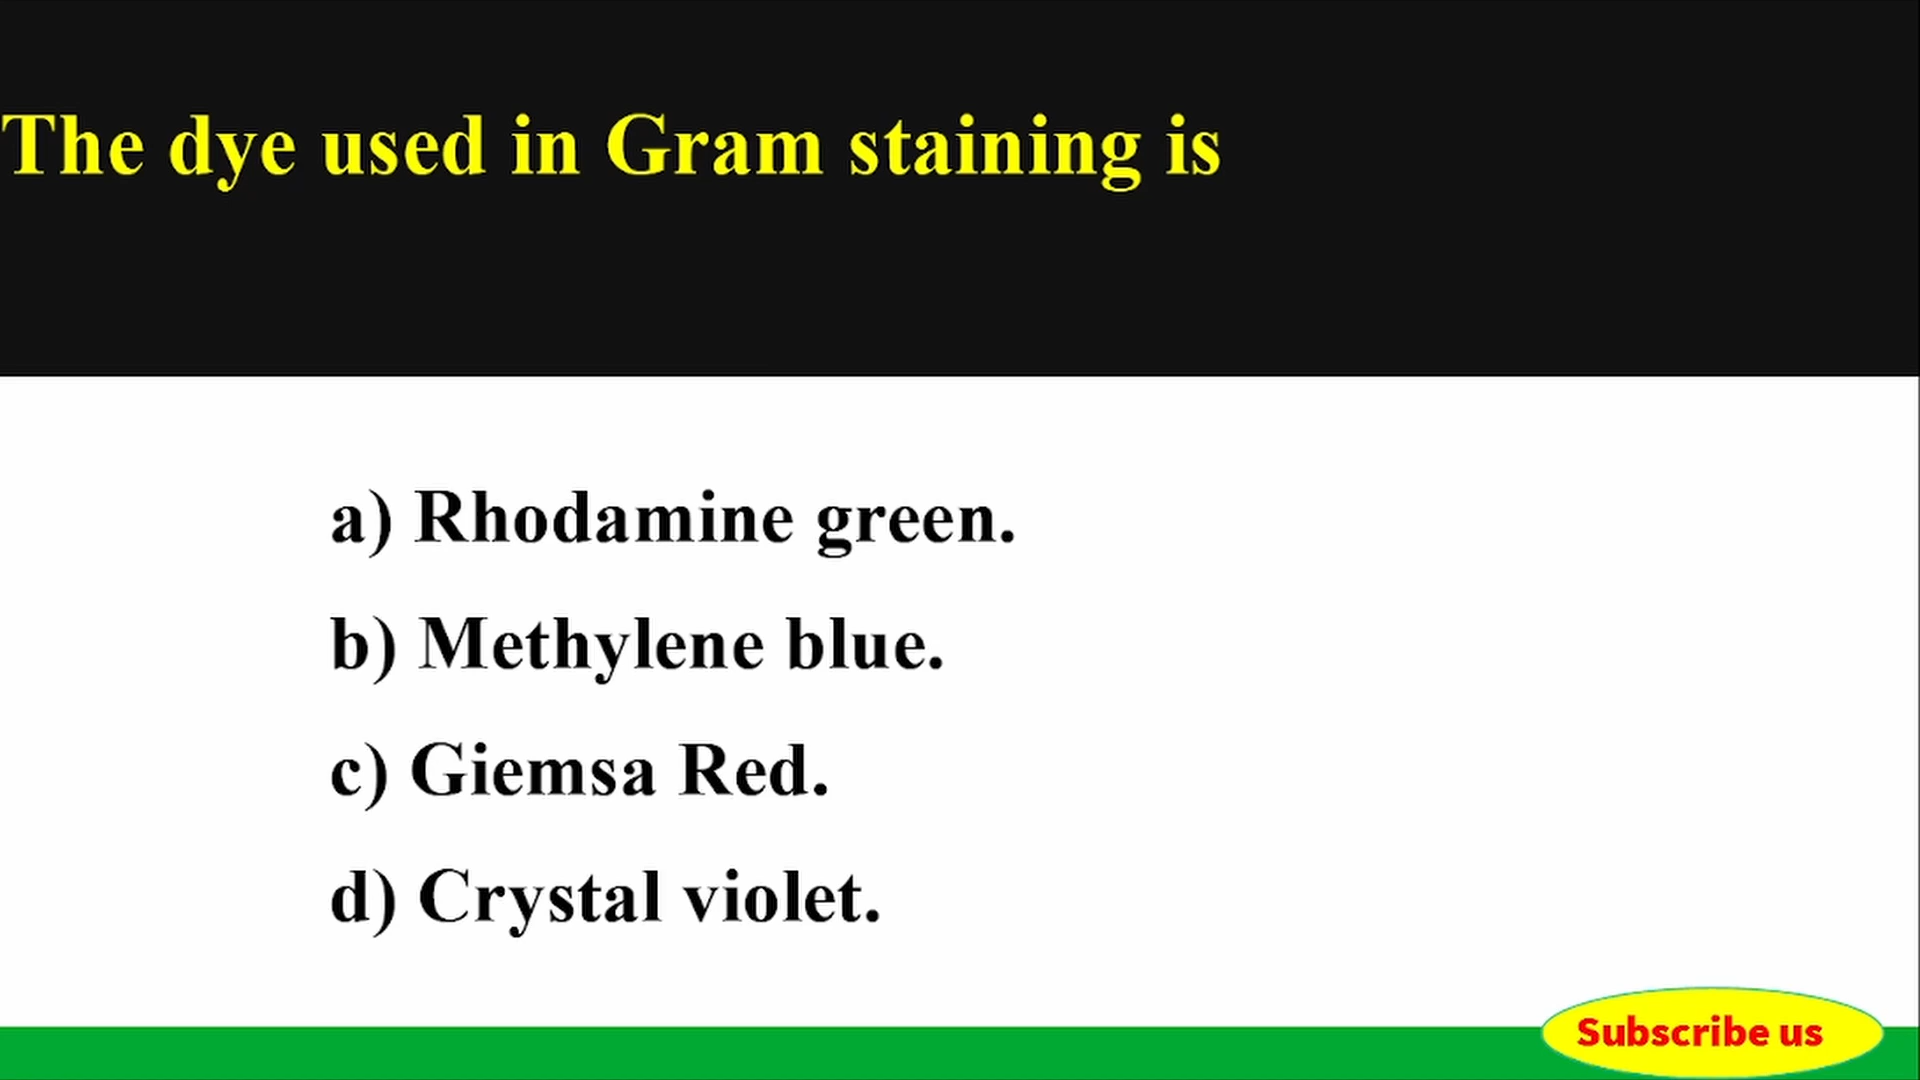 The dye used in Gram staining is
a) Rhodamine green.
b) Methylene blue.
c) Giemsa Red.
d) Crystal violet.
Subscribe us